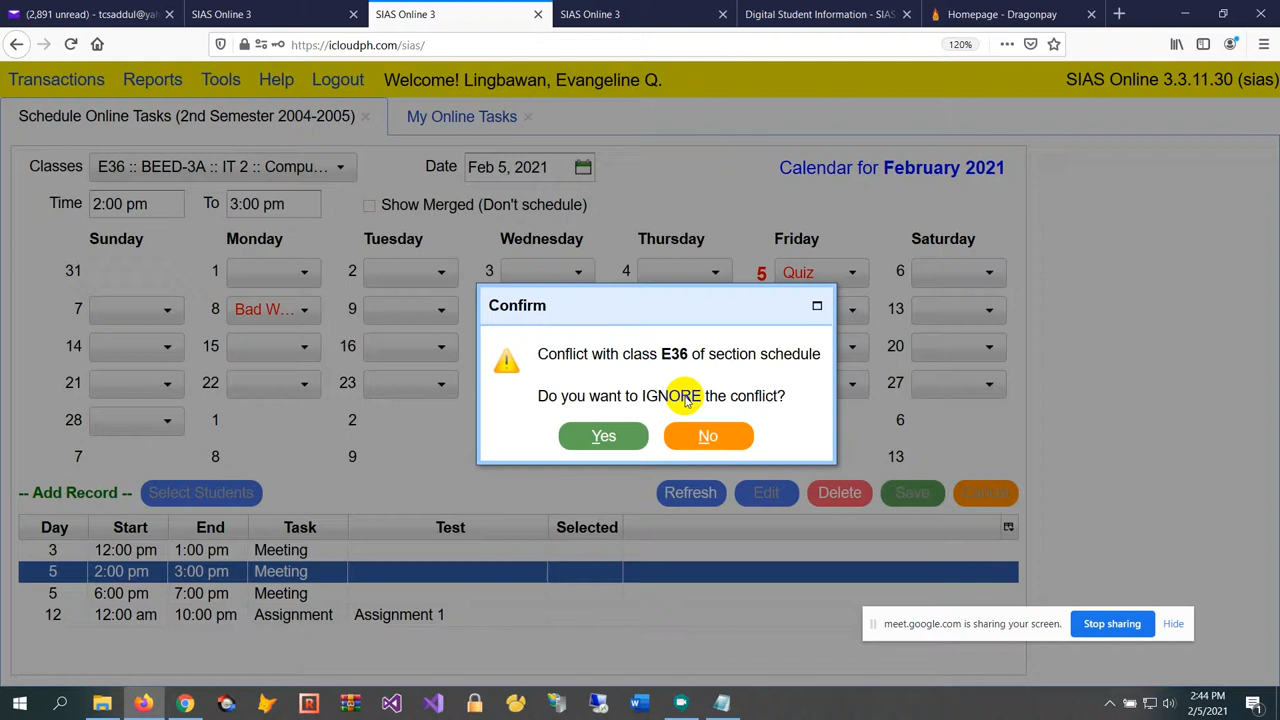 (2,891 unread) - tcsaddul@yah
SIAS Online 3
SIAS Online 3
SIAS Online 3
Digital Student Information - SIAS
Homepage - Dragonpay
https://icloudph.com/sias/
120%
Transactions Reports Tools Help Logout Welcome! Lingbawan, Evangeline Q. SIAS Online 3.3.11.30 (sias)
Schedule Online Tasks (2nd Semester 2004-2005) My Online Tasks
Classes E36 :: BEED-3A :: IT 2 :: Compu... Date Feb 5, 2021 Calendar for February 2021
Time 2:00 pm To 3:00 pm Show Merged (Don't schedule)
Sunday Monday Tuesday Wednesday Thursday Friday Saturday
31 1 2 3 4 5 Quiz 6
7 8 Bad W... 9 13
14 15 16 20
21 22 23 27
28 1 2 6
7 8 9 13
Confirm
Conflict with class E36 of section schedule
Do you want to IGNORE the conflict?
Yes No
-- Add Record -- Select Students Refresh Edit Delete Save Cancel
Day Start End Task Test Selected
3 12:00 pm 1:00 pm Meeting
5 2:00 pm 3:00 pm Meeting
5 6:00 pm 7:00 pm Meeting
12 12:00 am 10:00 pm Assignment Assignment 1
meet.google.com is sharing your screen. Stop sharing Hide
2:44 PM
2/5/2021
1